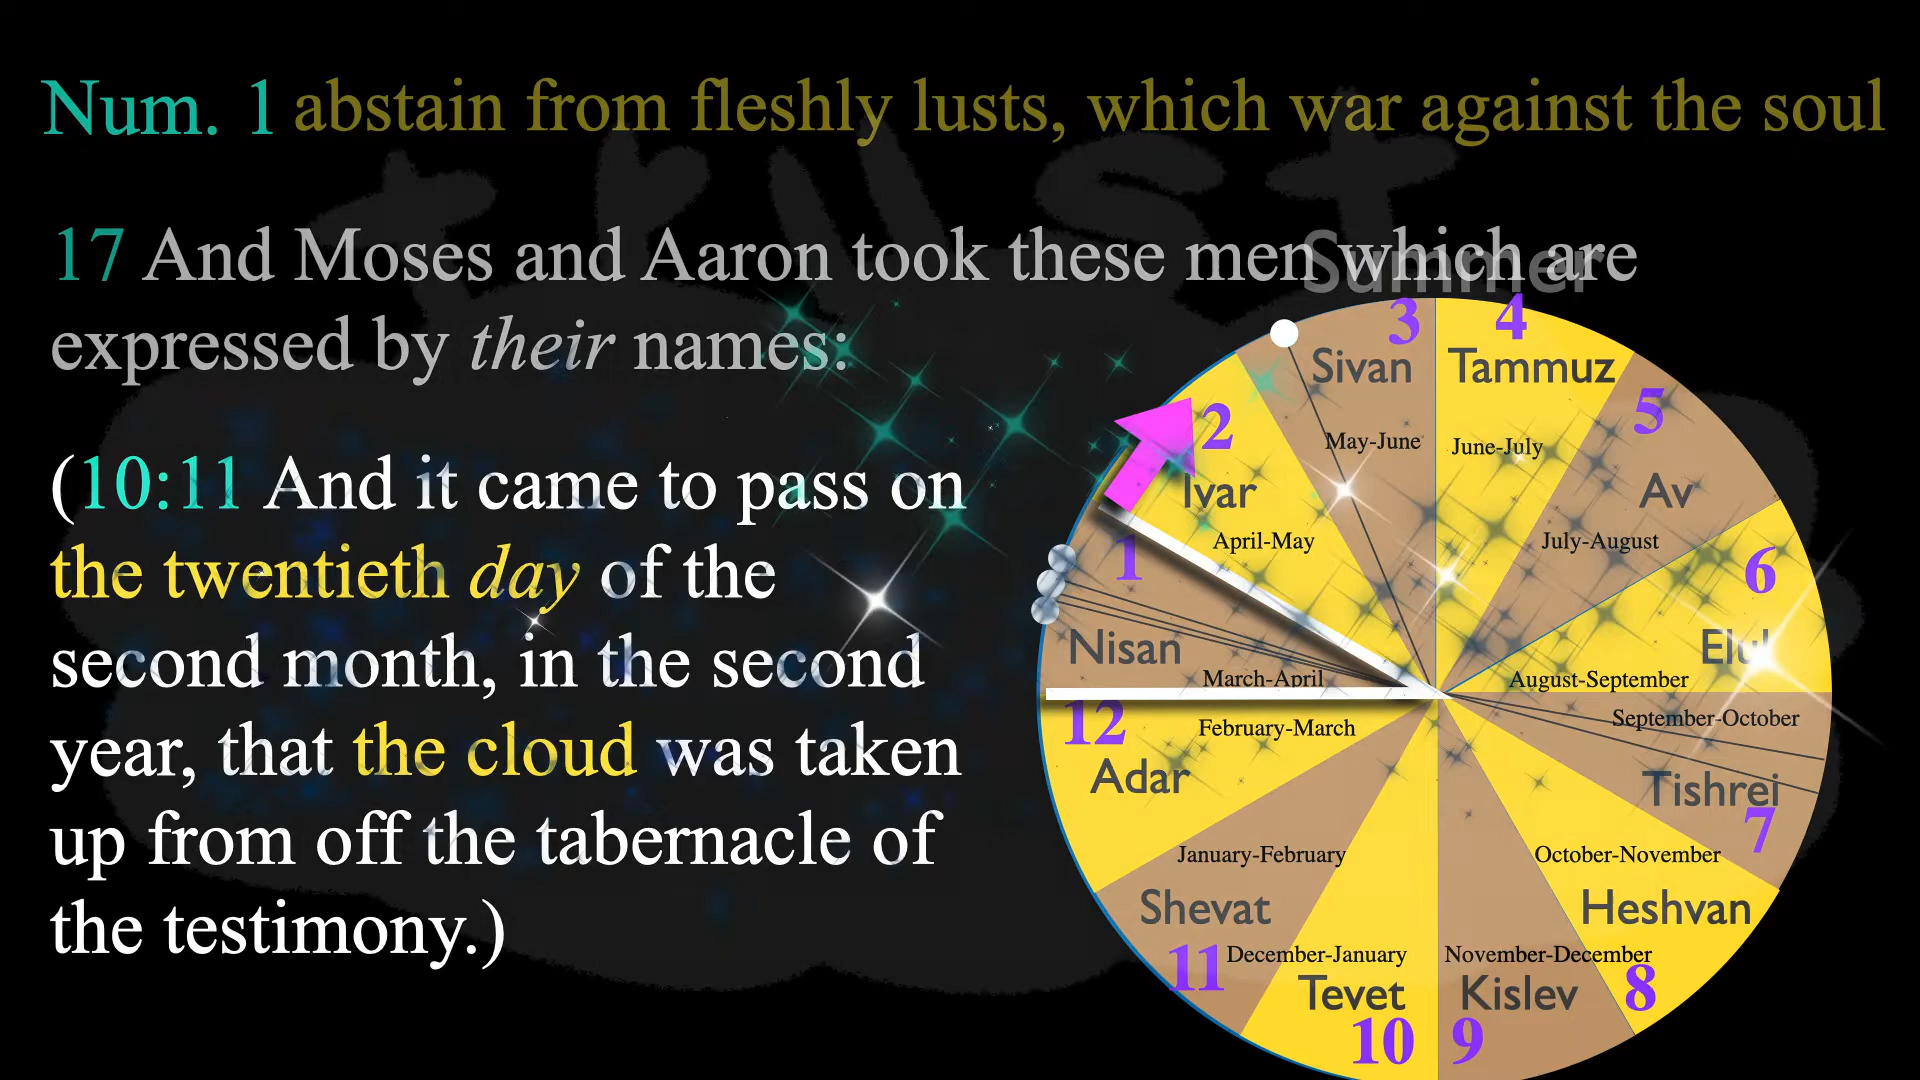 Num. 1 abstain from fleshly lusts, which war against the soul
TRUST
17 And Moses and Aaron took these men which are
expressed by their names:
(10:11 And it came to pass on
the twentieth day of the
second month, in the second
year, that the cloud was taken
up from off the tabernacle of
the testimony.)
Summer
3
Sivan
May-June
4
Tammuz
June-July
2
Ivar
April-May
5
Av
July-August
1
Nisan
March-April
6
Elul
August-September
12
Adar
February-March
September-October
Tishrei
7
January-February
Shevat
11
October-November
Heshvan
8
December-January
Tevet
10
November-December
Kislev
9